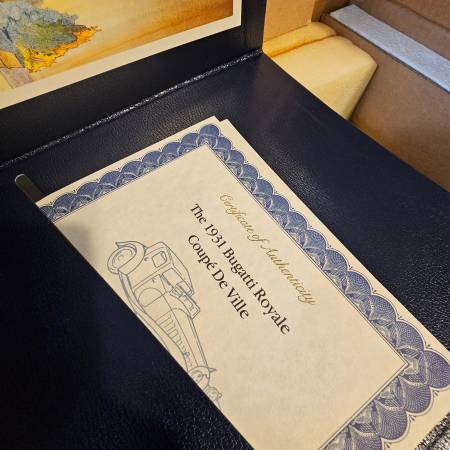 Certificate of Authenticity
The 1931 Bugatti Royale
Coupé De Ville